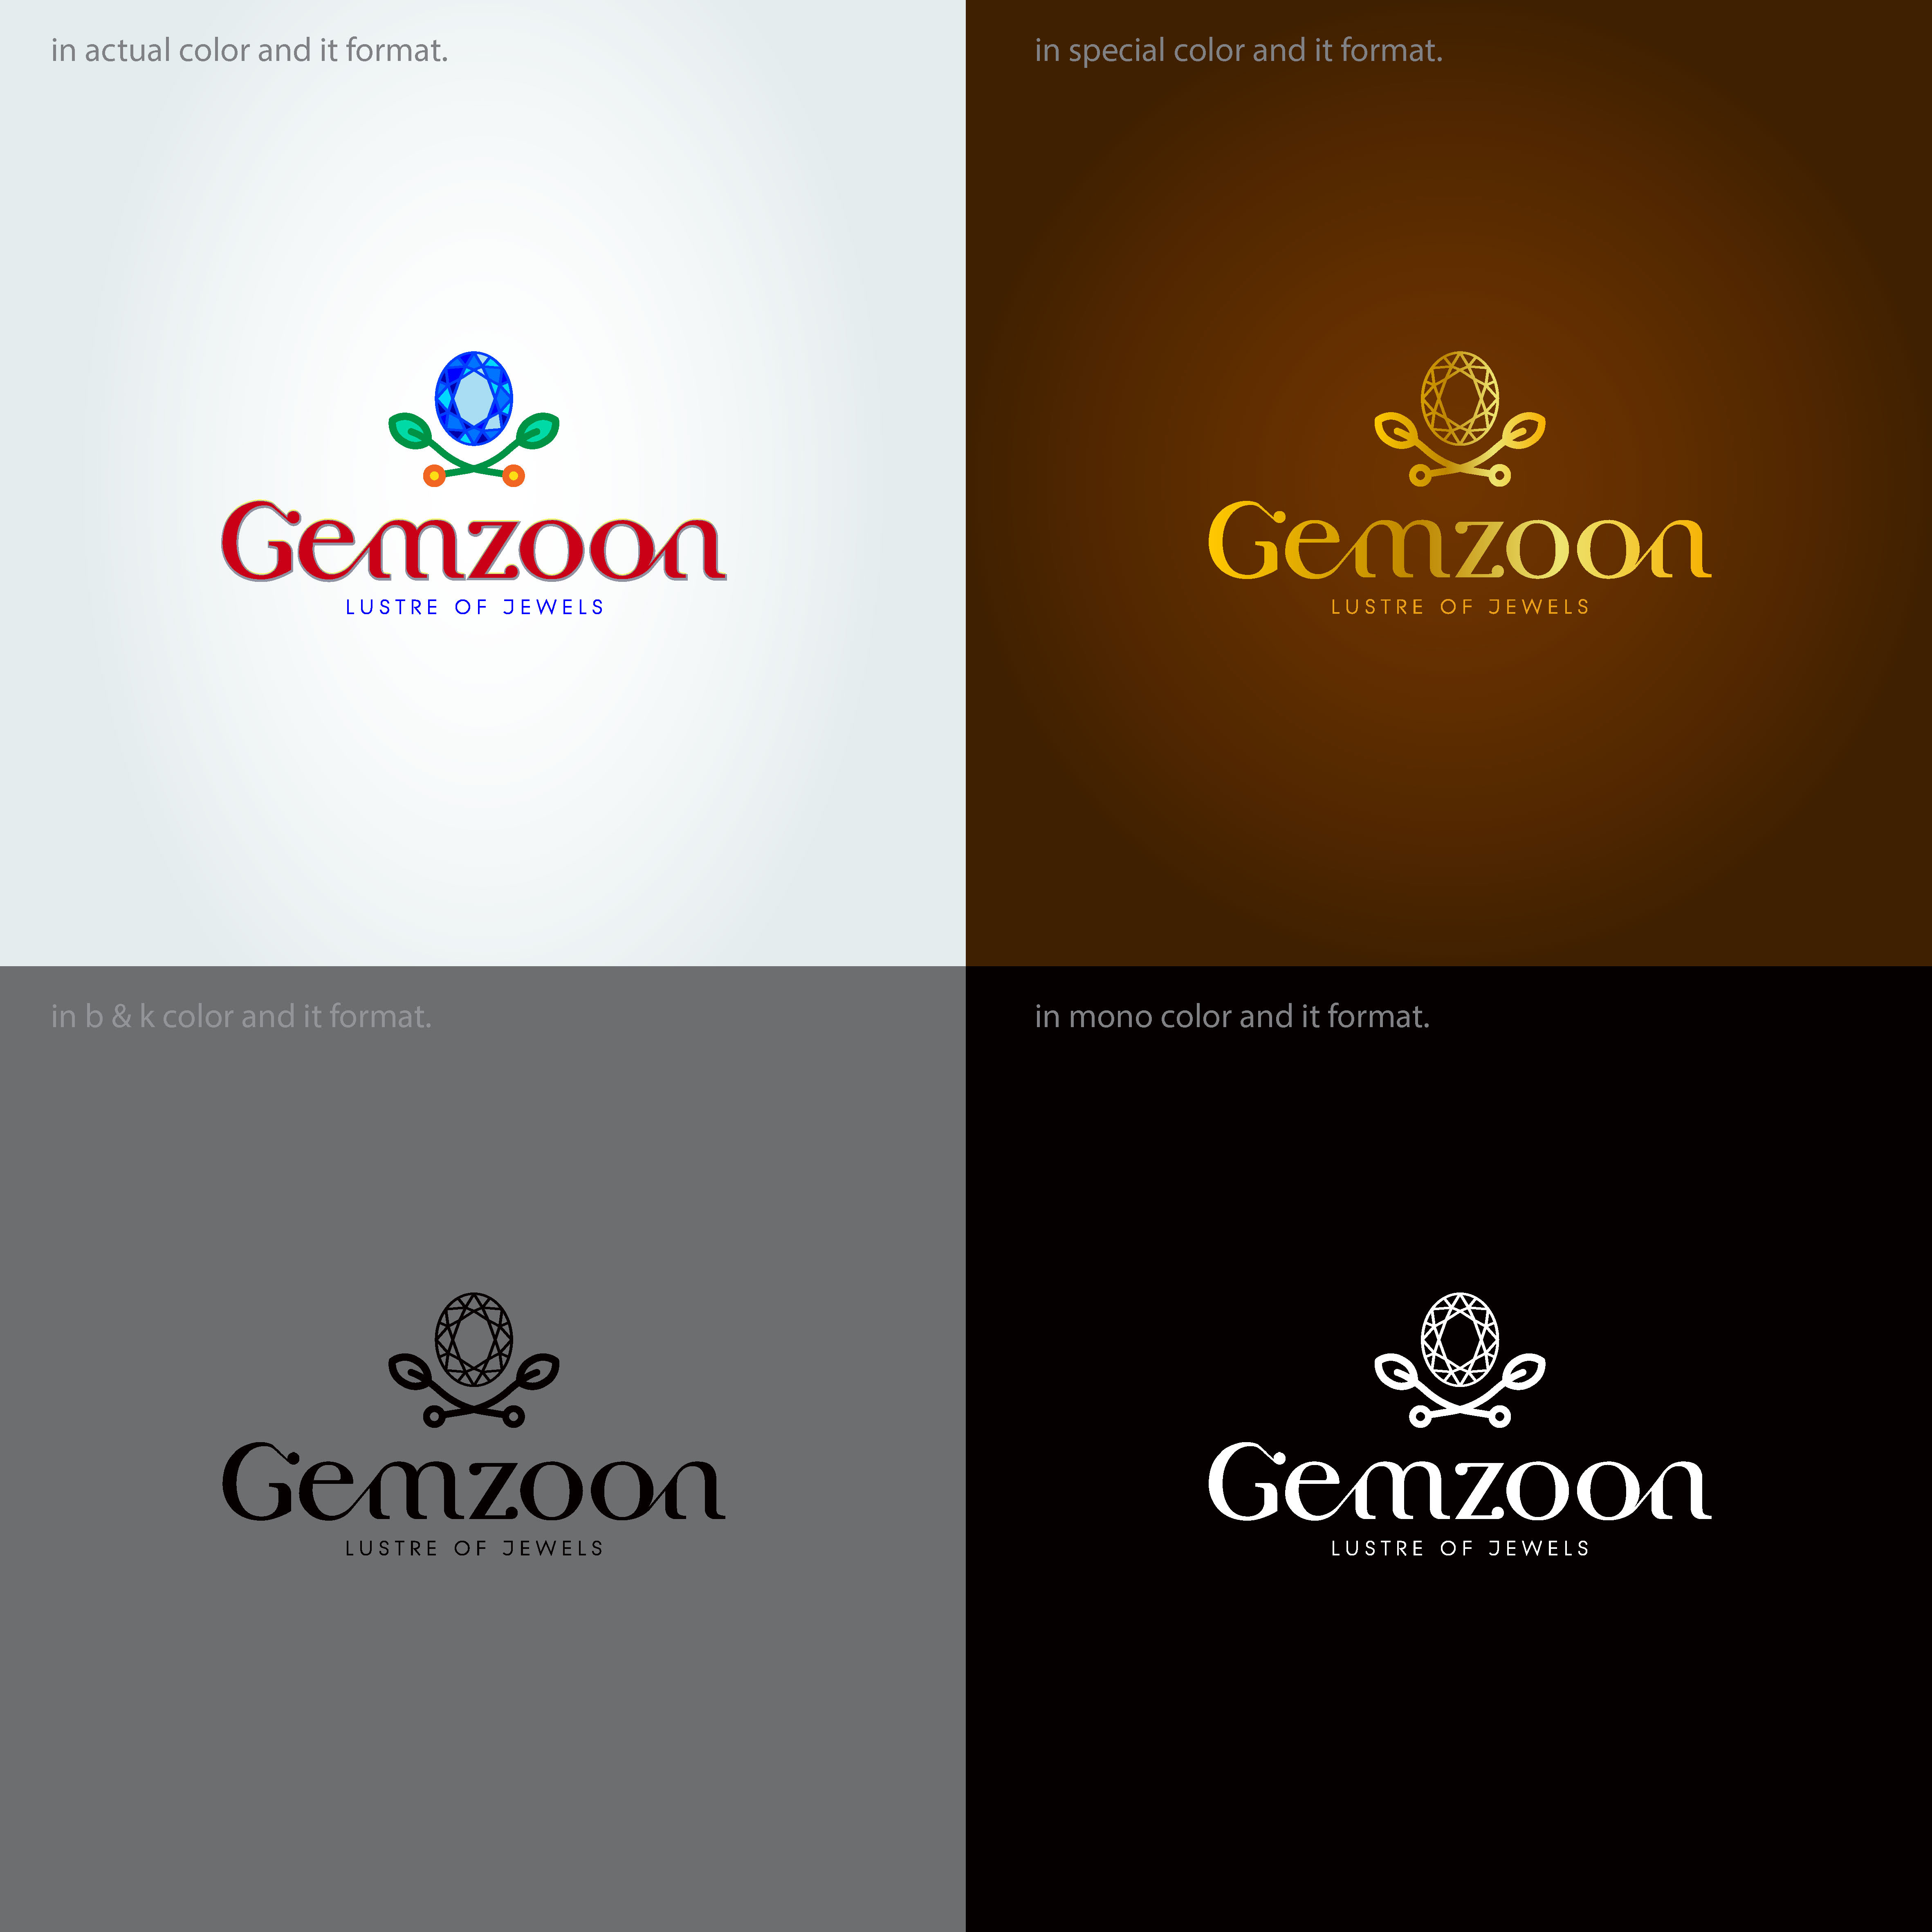 in actual color and it format.
Gemzoon
LUSTRE OF JEWELS
in special color and it format.
Gemzoon
LUSTRE OF JEWELS
in b & k color and it format.
Gemzoon
LUSTRE OF JEWELS
in mono color and it format.
Gemzoon
LUSTRE OF JEWELS